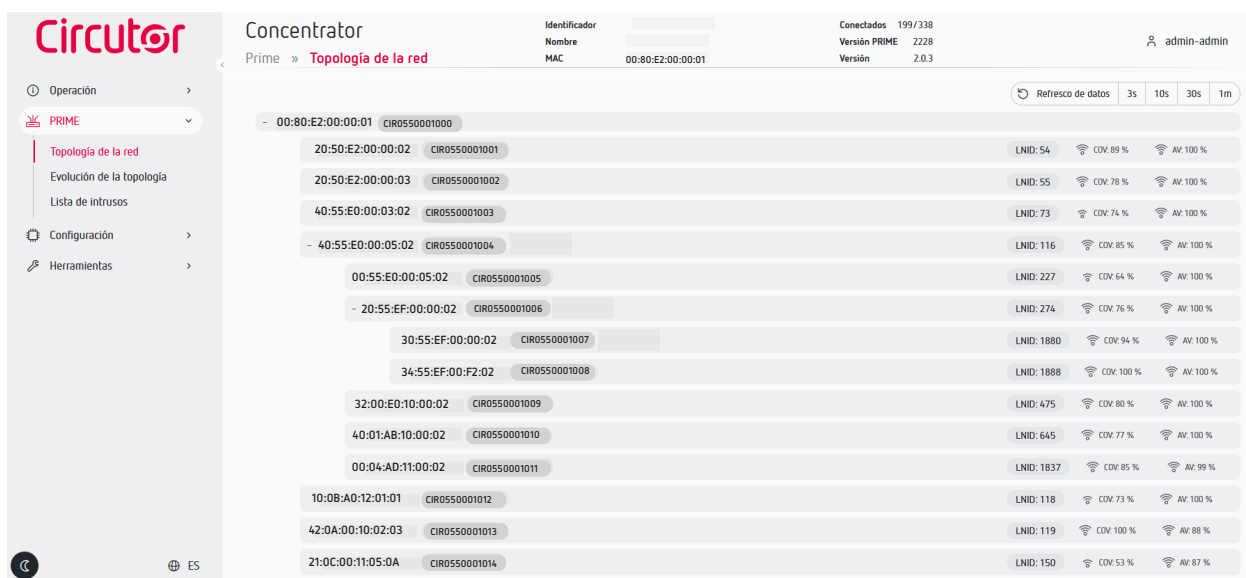 Circutor
Concentrator
Prime » Topología de la red
Identificador
Nombre
MAC 00:80:E2:00:00:01
Conectados 199/338
Versión PRIME 2228
Versión 2.0.3
admin-admin
Operación
PRIME
Topología de la red
Evolución de la topología
Lista de intrusos
Configuración
Herramientas
ES
Refresco de datos 3s 10s 30s 1m
- 00:80:E2:00:00:01 CIR0550001000
20:50:E2:00:00:02 CIR0550001001 LNID: 54 COV: 89 % AV: 100 %
20:50:E2:00:00:03 CIR0550001002 LNID: 55 COV: 78 % AV: 100 %
40:55:E0:00:03:02 CIR0550001003 LNID: 73 COV: 74 % AV: 100 %
- 40:55:E0:00:05:02 CIR0550001004 LNID: 116 COV: 85 % AV: 100 %
00:55:E0:00:05:02 CIR0550001005 LNID: 227 COV: 64 % AV: 100 %
- 20:55:EF:00:00:02 CIR0550001006 LNID: 274 COV: 76 % AV: 100 %
30:55:EF:00:00:02 CIR0550001007 LNID: 1880 COV: 94 % AV: 100 %
34:55:EF:00:F2:02 CIR0550001008 LNID: 1888 COV: 100 % AV: 100 %
32:00:E0:10:00:02 CIR0550001009 LNID: 475 COV: 80 % AV: 100 %
40:01:AB:10:00:02 CIR0550001010 LNID: 645 COV: 77 % AV: 100 %
00:04:AD:11:00:02 CIR0550001011 LNID: 1837 COV: 85 % AV: 99 %
10:0B:A0:12:01:01 CIR0550001012 LNID: 118 COV: 73 % AV: 100 %
42:0A:00:10:02:03 CIR0550001013 LNID: 119 COV: 100 % AV: 88 %
21:0C:00:11:05:0A CIR0550001014 LNID: 150 COV: 53 % AV: 87 %